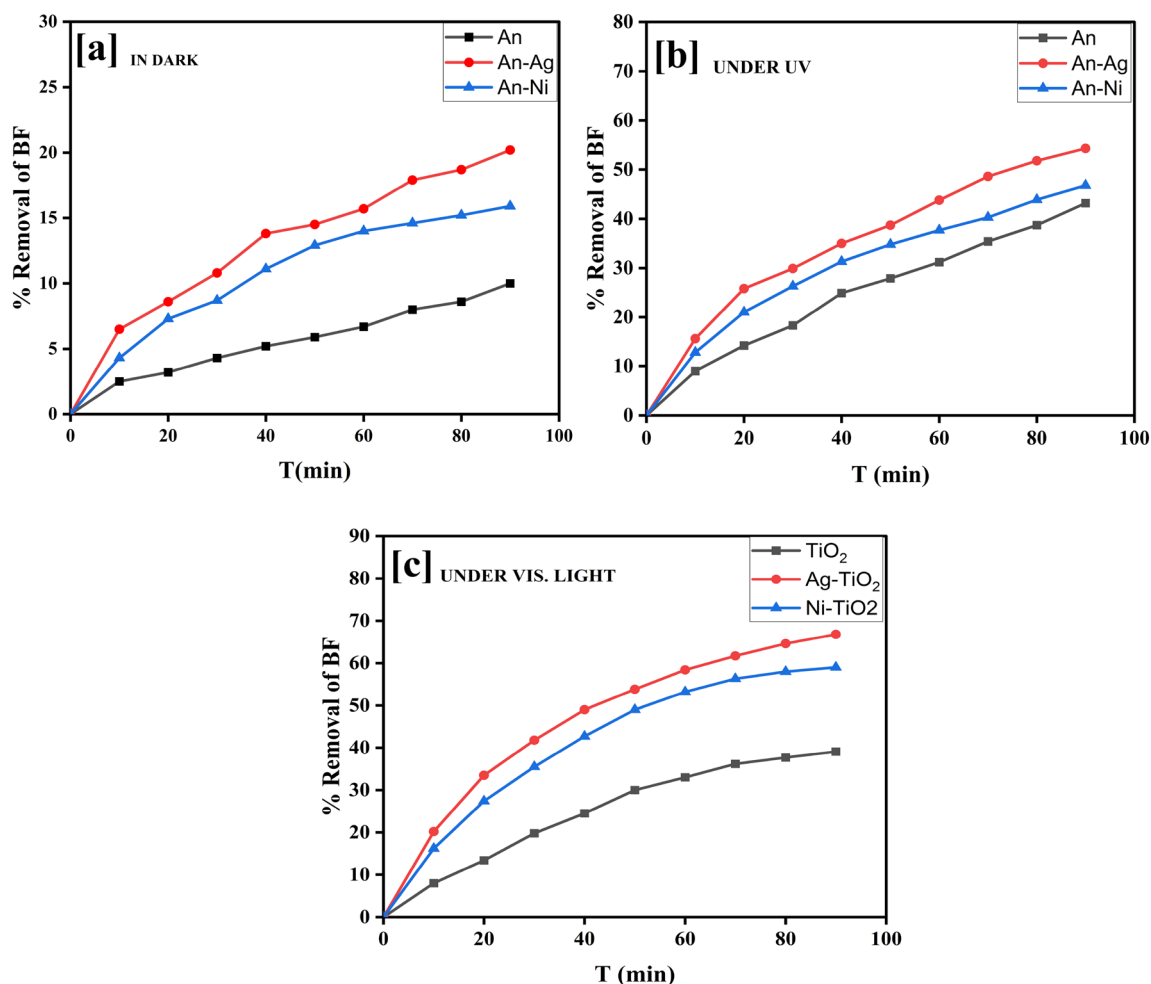 [a] IN DARK
An
An-Ag
An-Ni
% Removal of BF
30
25
20
15
10
5
0
0 20 40 60 80 100
T(min)
[b] UNDER UV
An
An-Ag
An-Ni
% Removal of BF
80
70
60
50
40
30
20
10
0
0 20 40 60 80 100
T (min)
[c] UNDER VIS. LIGHT
TiO₂
Ag-TiO₂
Ni-TiO2
% Removal of BF
90
80
70
60
50
40
30
20
10
0
0 20 40 60 80 100
T (min)